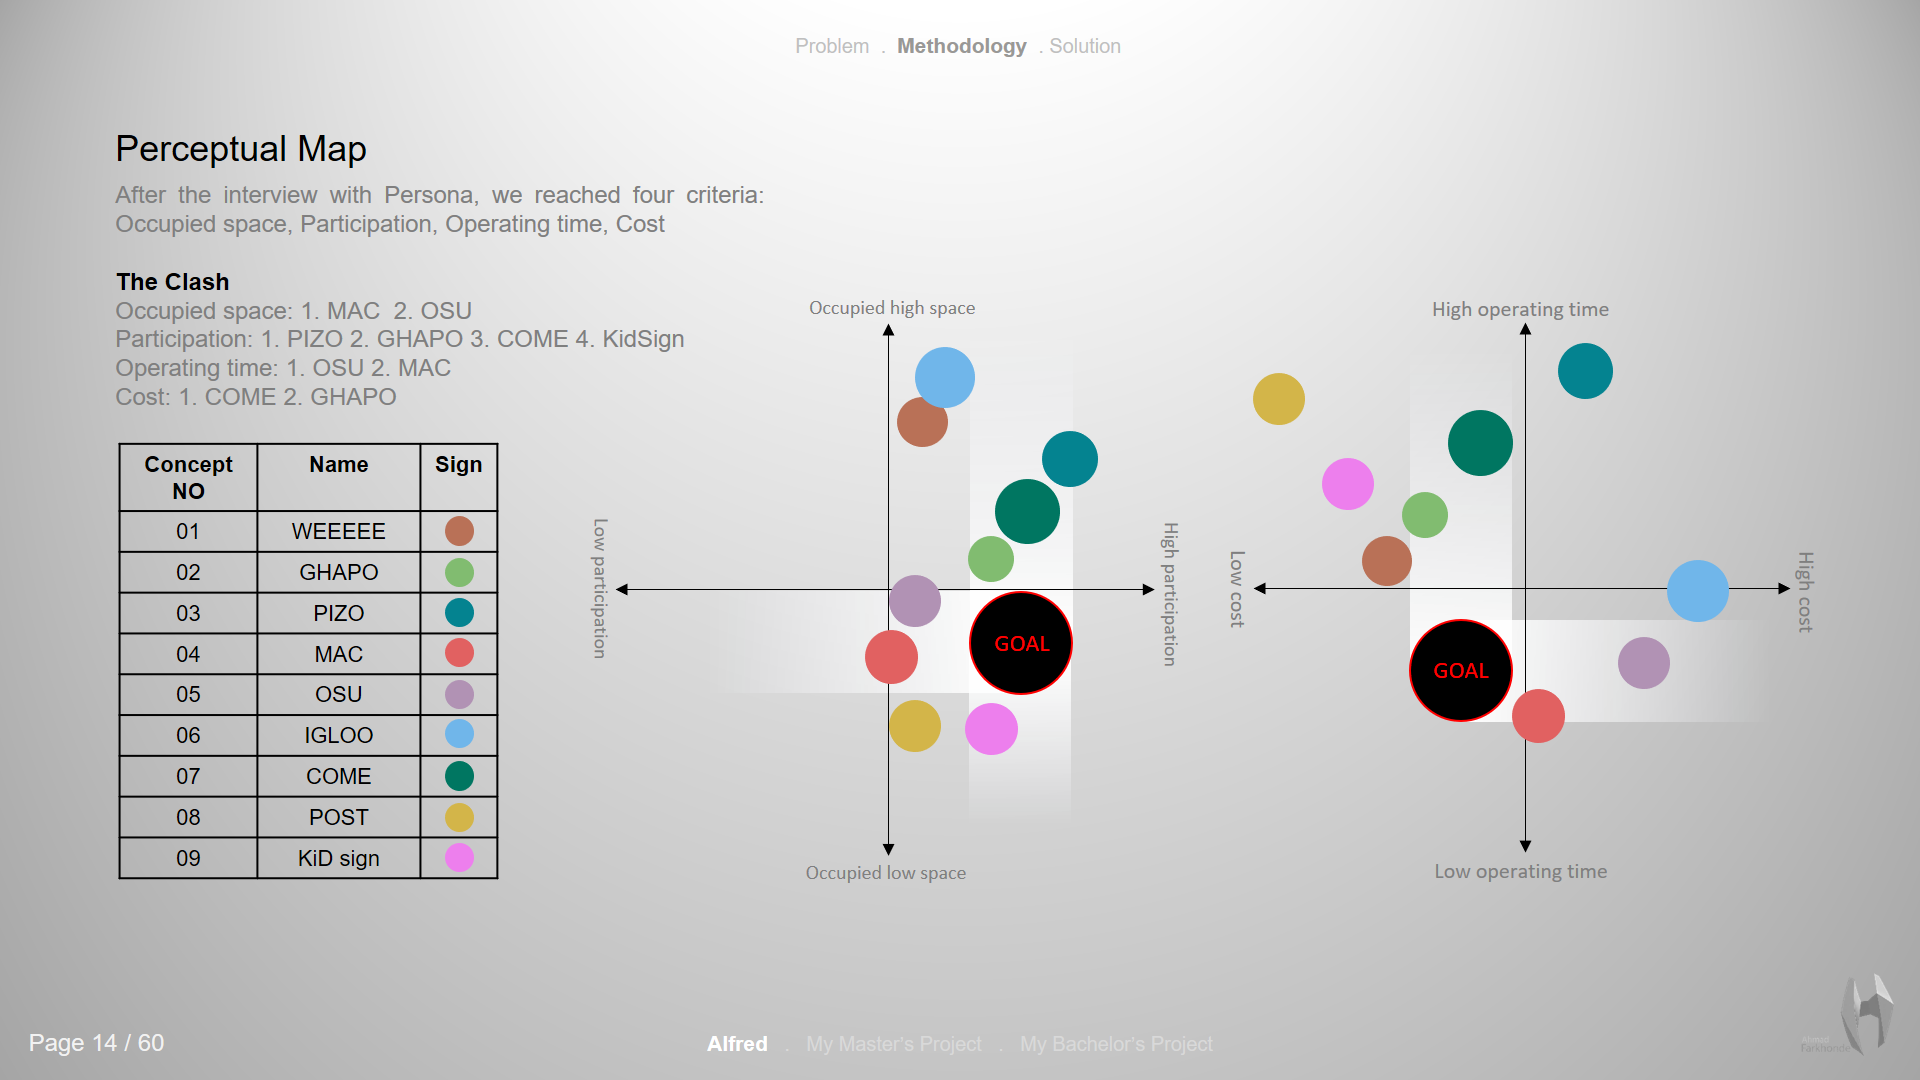 Problem . Methodology . Solution
Perceptual Map
After the interview with Persona, we reached four criteria:
Occupied space, Participation, Operating time, Cost
The Clash
Occupied space: 1. MAC 2. OSU
Participation: 1. PIZO 2. GHAPO 3. COME 4. KidSign
Operating time: 1. OSU 2. MAC
Cost: 1. COME 2. GHAPO
Concept NO Name Sign
01 WEEEEE
02 GHAPO
03 PIZO
04 MAC
05 OSU
06 IGLOO
07 COME
08 POST
09 KiD sign
Occupied high space
Low participation
High participation
GOAL
Occupied low space
High operating time
Low cost
High cost
GOAL
Low operating time
Page 14 / 60
Alfred . My Master's Project . My Bachelor's Project
Ahmad